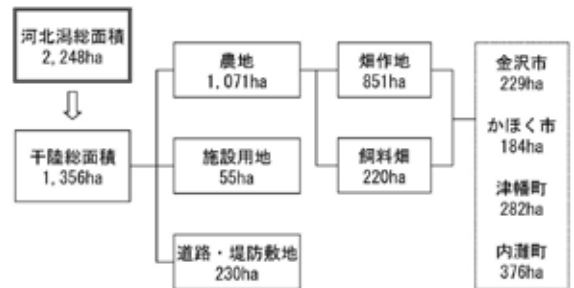 河北潟総面積
2,248ha
干陸総面積
1,356ha
農地
1,071ha
施設用地
55ha
道路・堤防敷地
230ha
畑作地
851ha
飼料畑
220ha
金沢市
229ha
かほく市
184ha
津幡町
282ha
内灘町
376ha